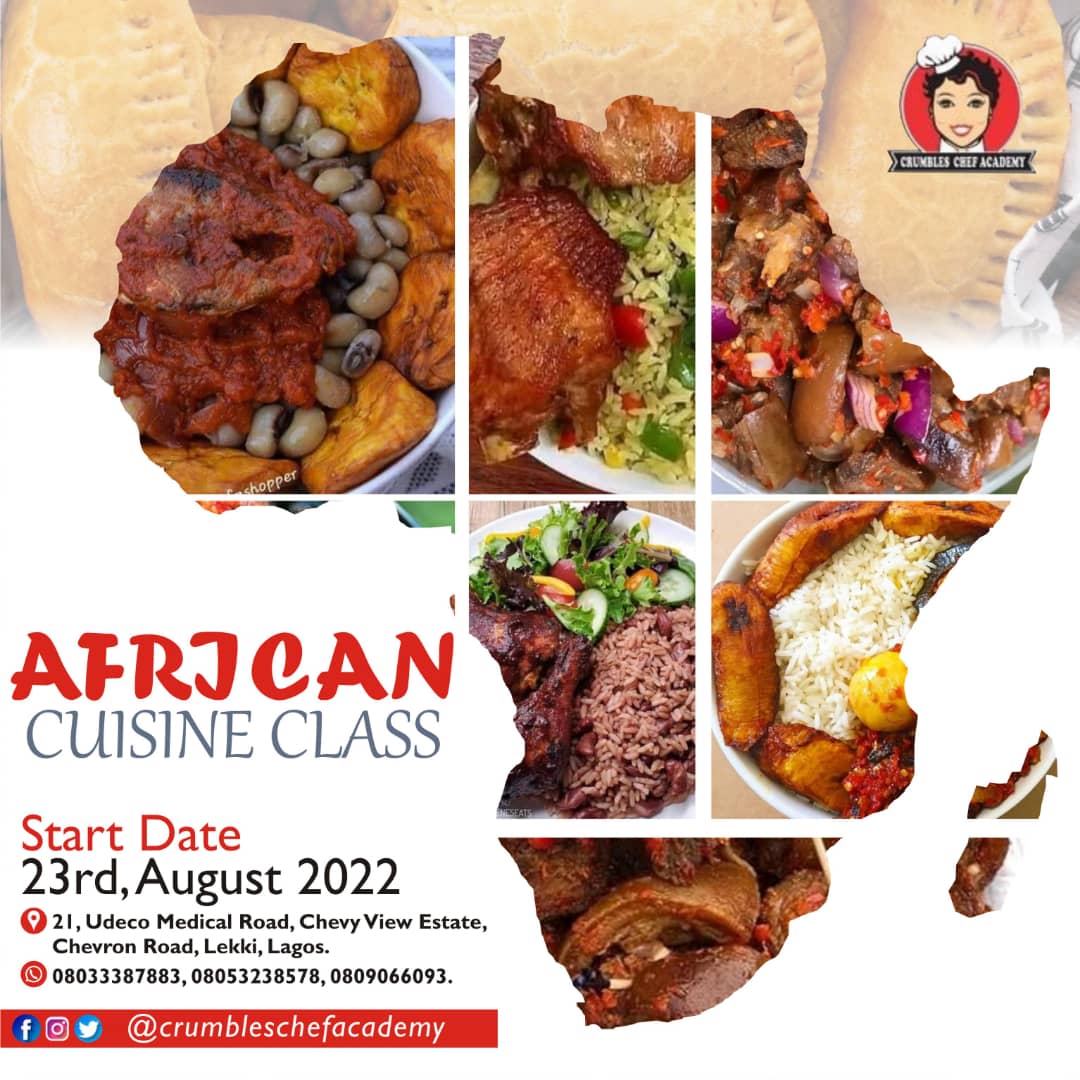 CRUMBLES CHEF ACADEMY
AFRICAN
CUISINE CLASS
Start Date
23rd, August 2022
21, Udeco Medical Road, Chevy View Estate,
Chevron Road, Lekki, Lagos.
08033387883, 08053238578, 0809066093.
@crumbleschefacademy